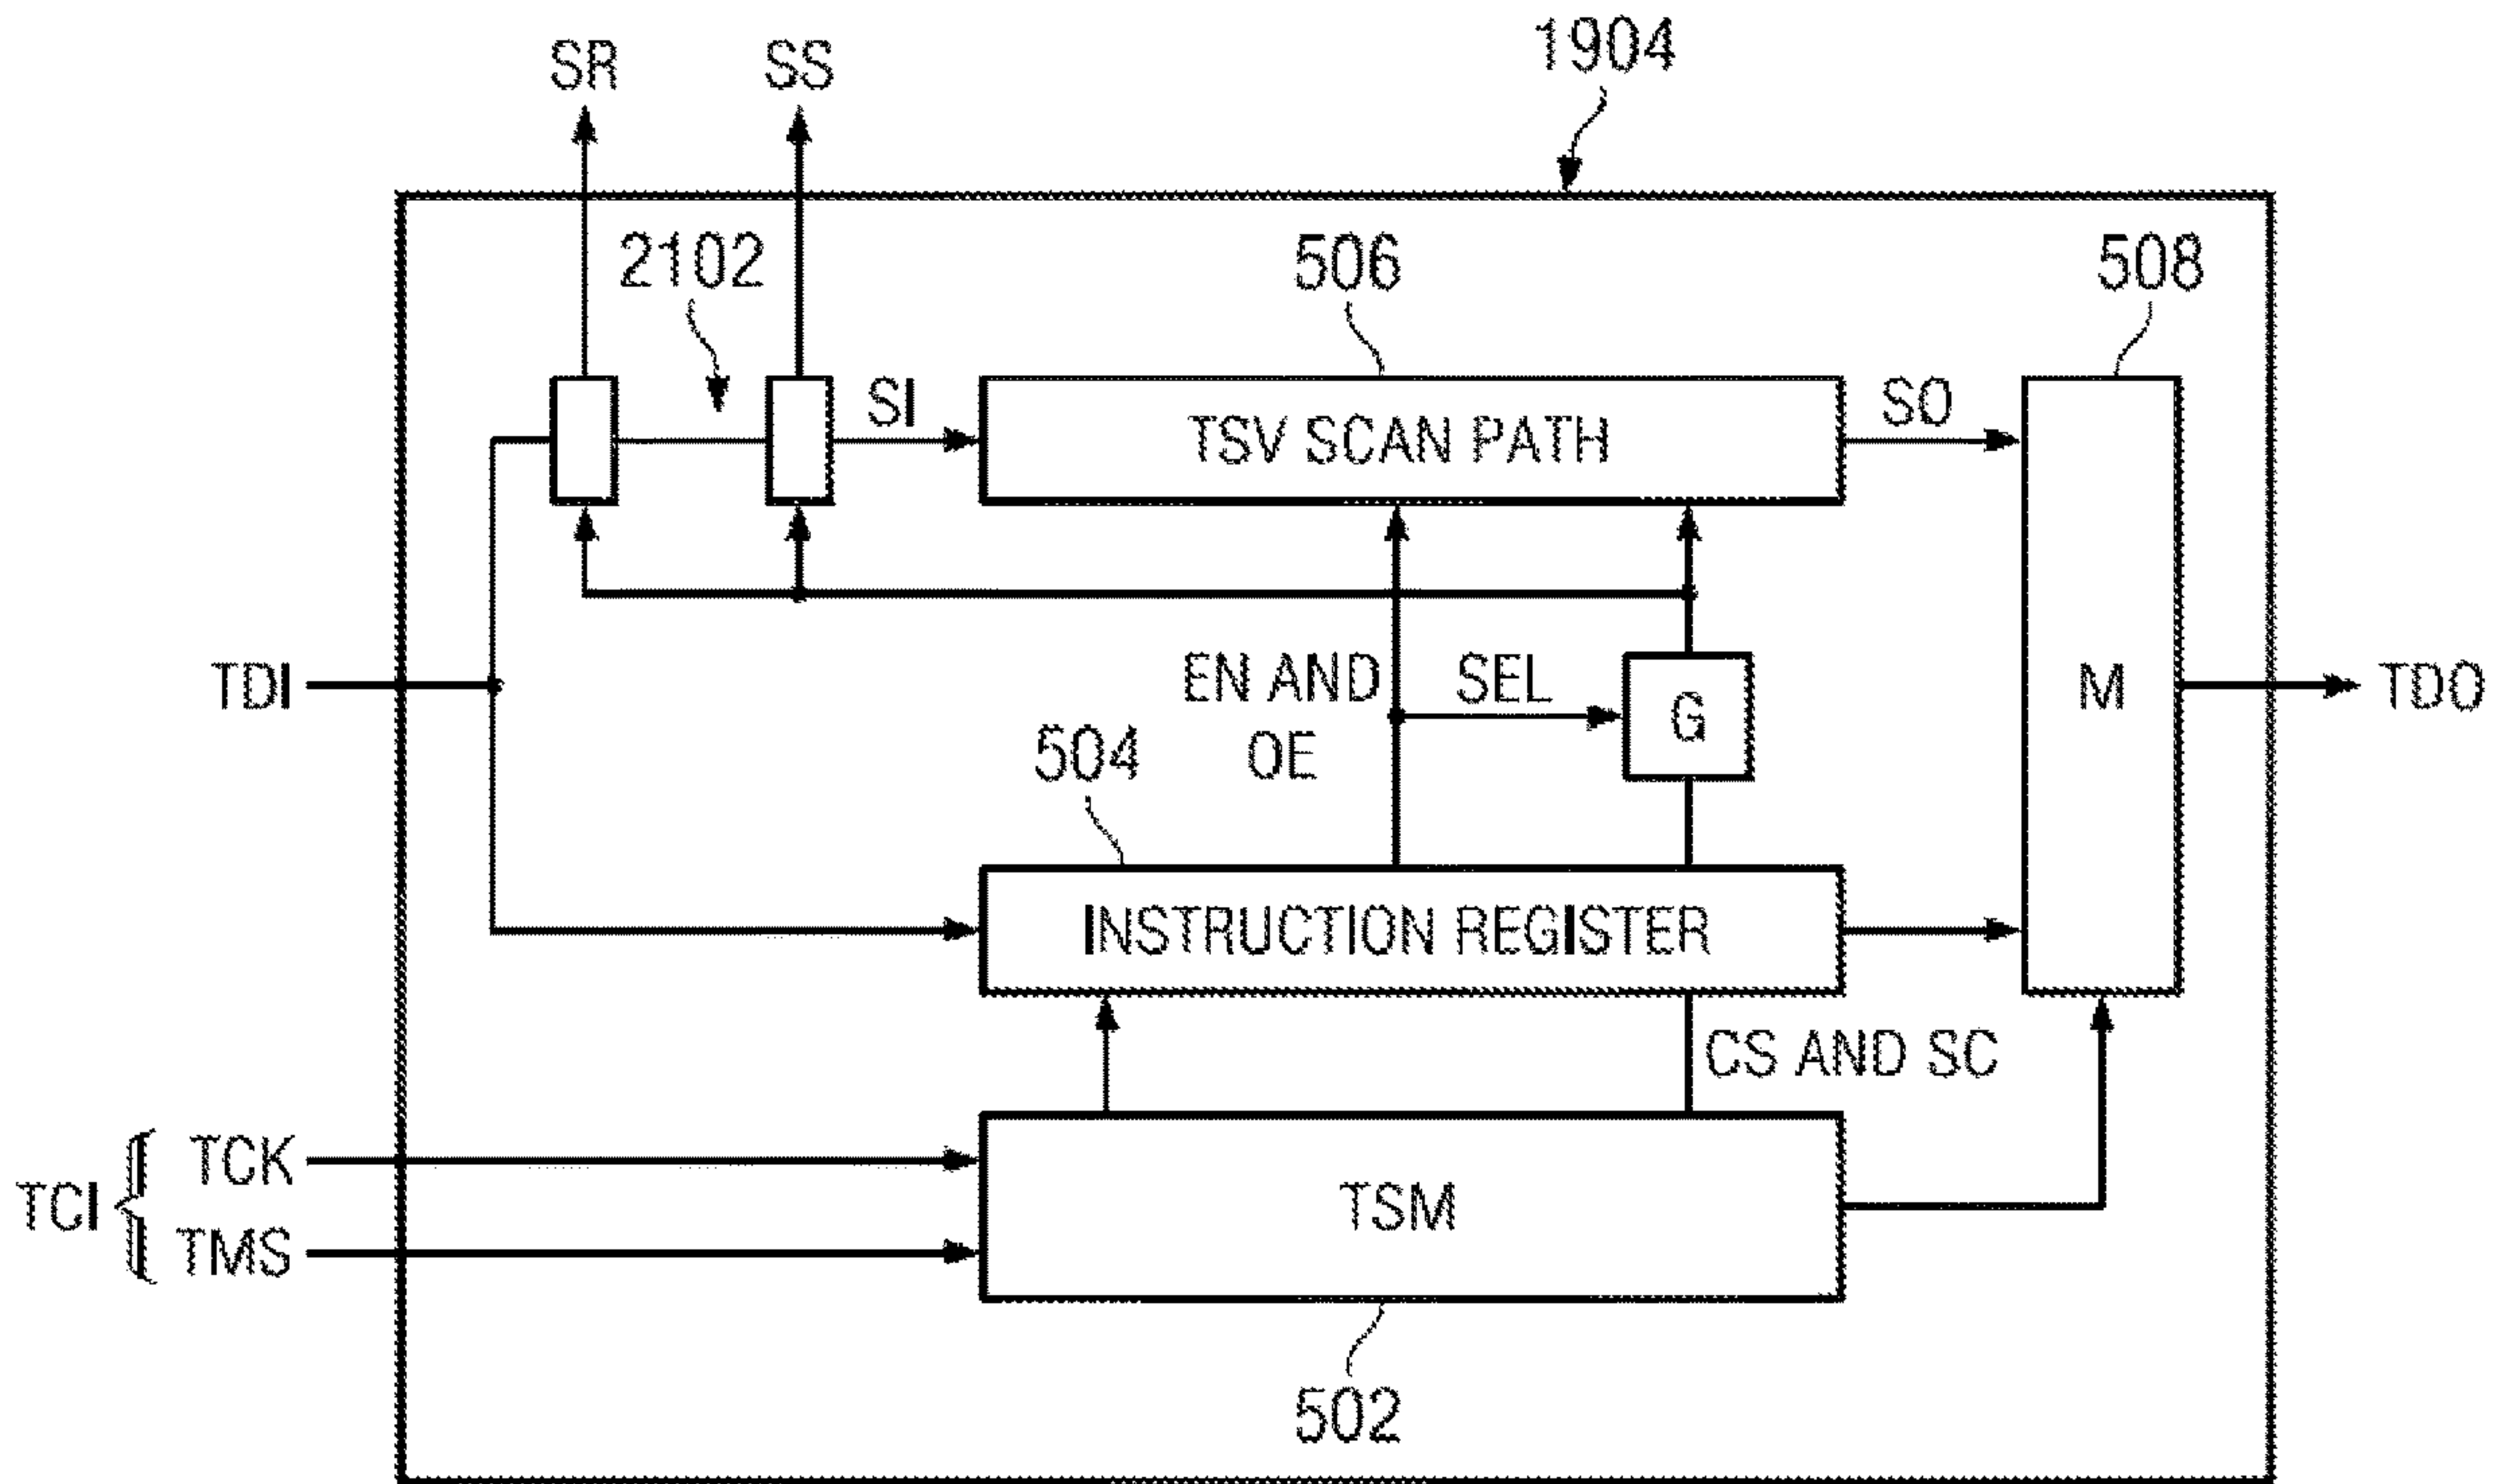 SR
SS
1904
2102
506
508
SI
TSV SCAN PATH
SO
TDI
EN AND
OE
SEL
G
M
TDO
504
INSTRUCTION REGISTER
CS AND SC
TCI
TCK
TMS
TSM
502